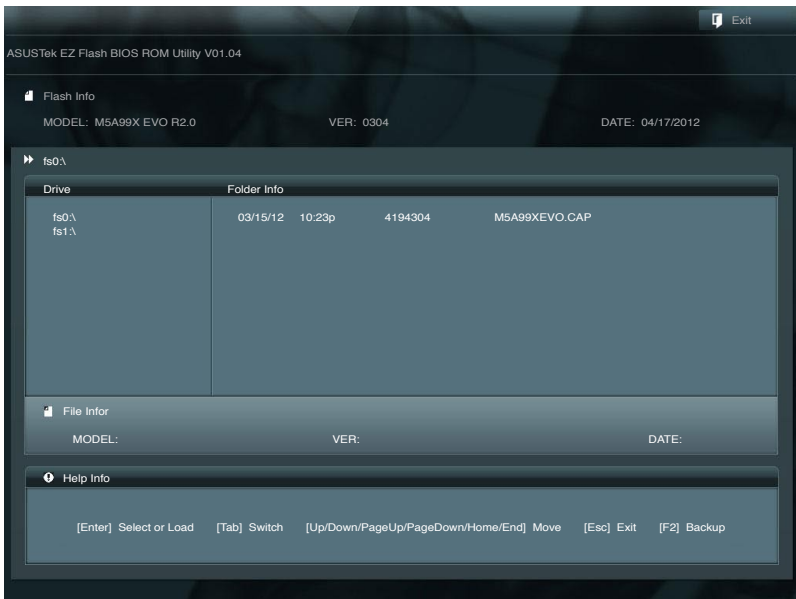 Exit
ASUSTek EZ Flash BIOS ROM Utility V01.04
Flash Info
MODEL: M5A99X EVO R2.0 VER: 0304 DATE: 04/17/2012
fs0:\
Drive Folder Info
fs0:\ 03/15/12 10:23p 4194304 M5A99XEVO.CAP
fs1:\
File Infor
MODEL: VER: DATE:
Help Info
[Enter] Select or Load [Tab] Switch [Up/Down/PageUp/PageDown/Home/End] Move [Esc] Exit [F2] Backup